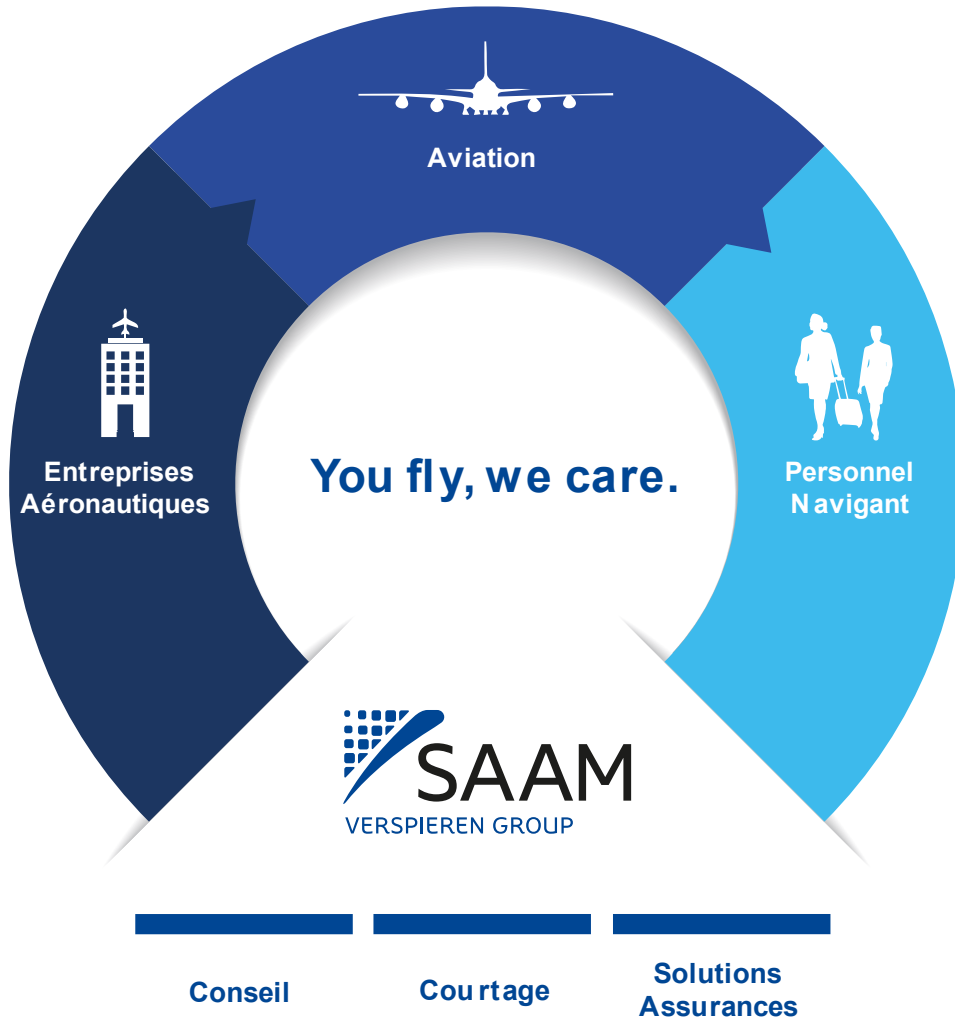 Aviation
Entreprises
Aéronautiques
You fly, we care.
Personnel
Navigant
SAAM
VERSPIEREN GROUP
Conseil
Courtage
Solutions
Assurances